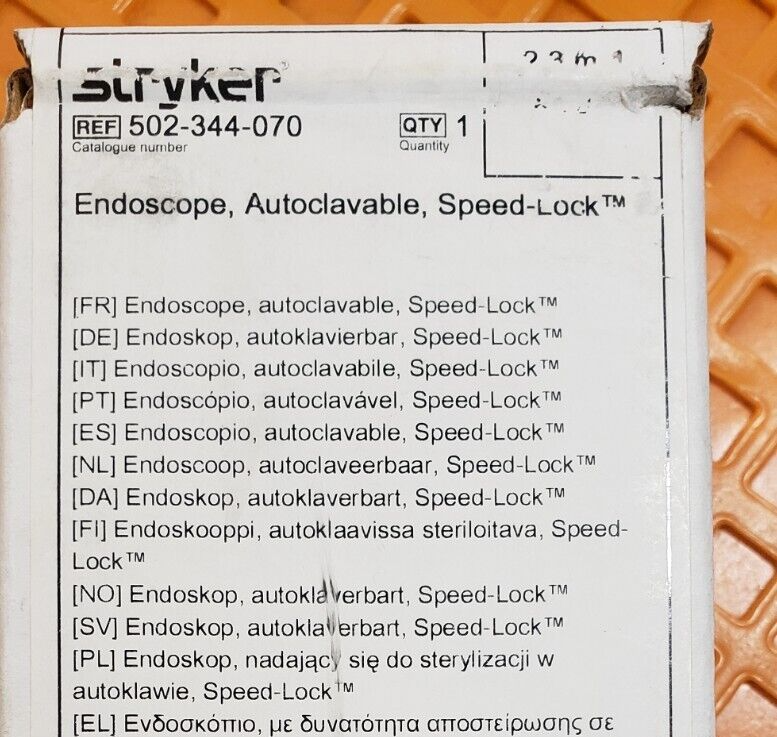 stryker
REF 502-344-070
Catalogue number
QTY 1
Quantity
Endoscope, Autoclavable, Speed-Lock™
[FR] Endoscope, autoclavable, Speed-Lock™
[DE] Endoskop, autoklavierbar, Speed-Lock™
[IT] Endoscopio, autoclavabile, Speed-Lock™
[PT] Endoscópio, autoclavável, Speed-Lock™
[ES] Endoscopio, autoclavable, Speed-Lock™
[NL] Endoscoop, autoclaveerbaar, Speed-Lock™
[DA] Endoskop, autoklaverbart, Speed-Lock™
[FI] Endoskooppi, autoklaavissa steriloitava, Speed-
Lock™
[NO] Endoskop, autoklaverbart, Speed-Lock™
[SV] Endoskop, autoklaverbart, Speed-Lock™
[PL] Endoskop, nadający się do sterylizacji w
autoklawie, Speed-Lock™
[EL] Ενδοσκόπιο, με δυνατότητα αποστείρωσης σε